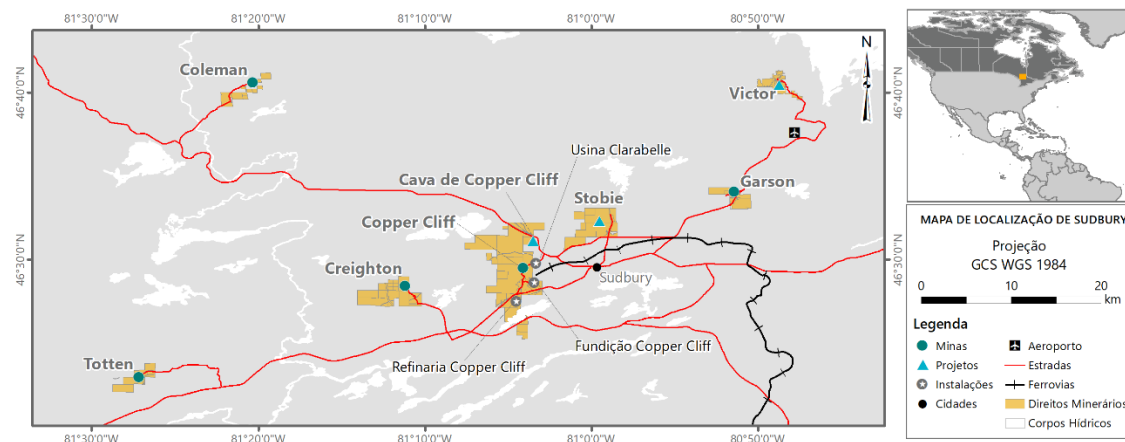 81°30'0"W 81°20'0"W 81°10'0"W 81°0'0"W 80°50'0"W
46°40'0"N
46°30'0"N
Coleman
Victor
N
Usina Clarabelle
Cava de Copper Cliff
Garson
Stobie
Copper Cliff
Creighton
Sudbury
Totten
Refinaria Copper Cliff
Fundição Copper Cliff
46°40'0"N
46°30'0"N
81°30'0"W 81°20'0"W 81°10'0"W 81°0'0"W 80°50'0"W
MAPA DE LOCALIZAÇÃO DE SUDBURY
Projeção
GCS WGS 1984
0 10 20
km
Legenda
Minas
Projetos
Instalações
Cidades
Aeroporto
Estradas
Ferrovias
Direitos Minerários
Corpos Hídricos